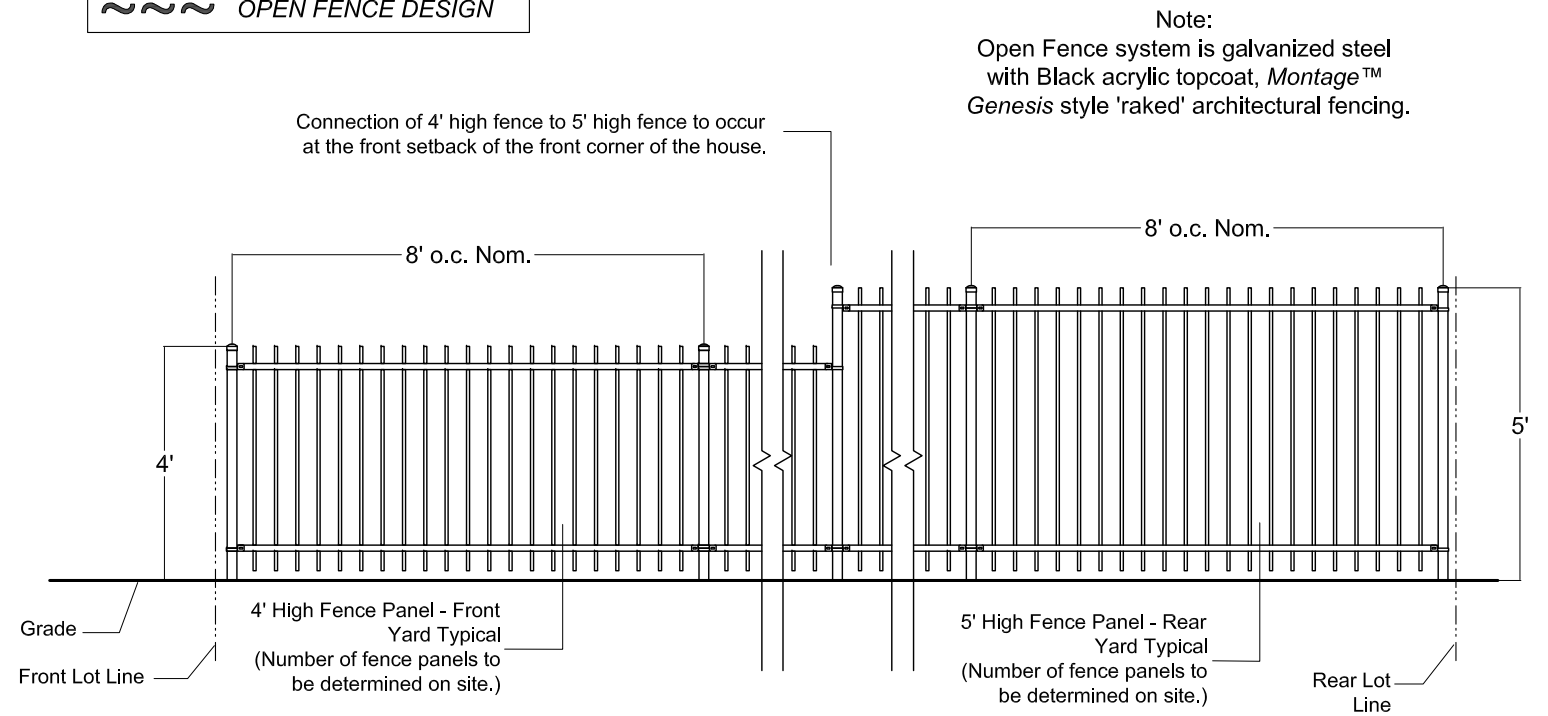 OPEN FENCE DESIGN
Note:
Open Fence system is galvanized steel
with Black acrylic topcoat, Montage™
Genesis style 'raked' architectural fencing.
Connection of 4' high fence to 5' high fence to occur
at the front setback of the front corner of the house.
8' o.c. Nom.
8' o.c. Nom.
4'
5'
Grade
Front Lot Line
4' High Fence Panel - Front
Yard Typical
(Number of fence panels to
be determined on site.)
5' High Fence Panel - Rear
Yard Typical
(Number of fence panels to
be determined on site.)
Rear Lot
Line